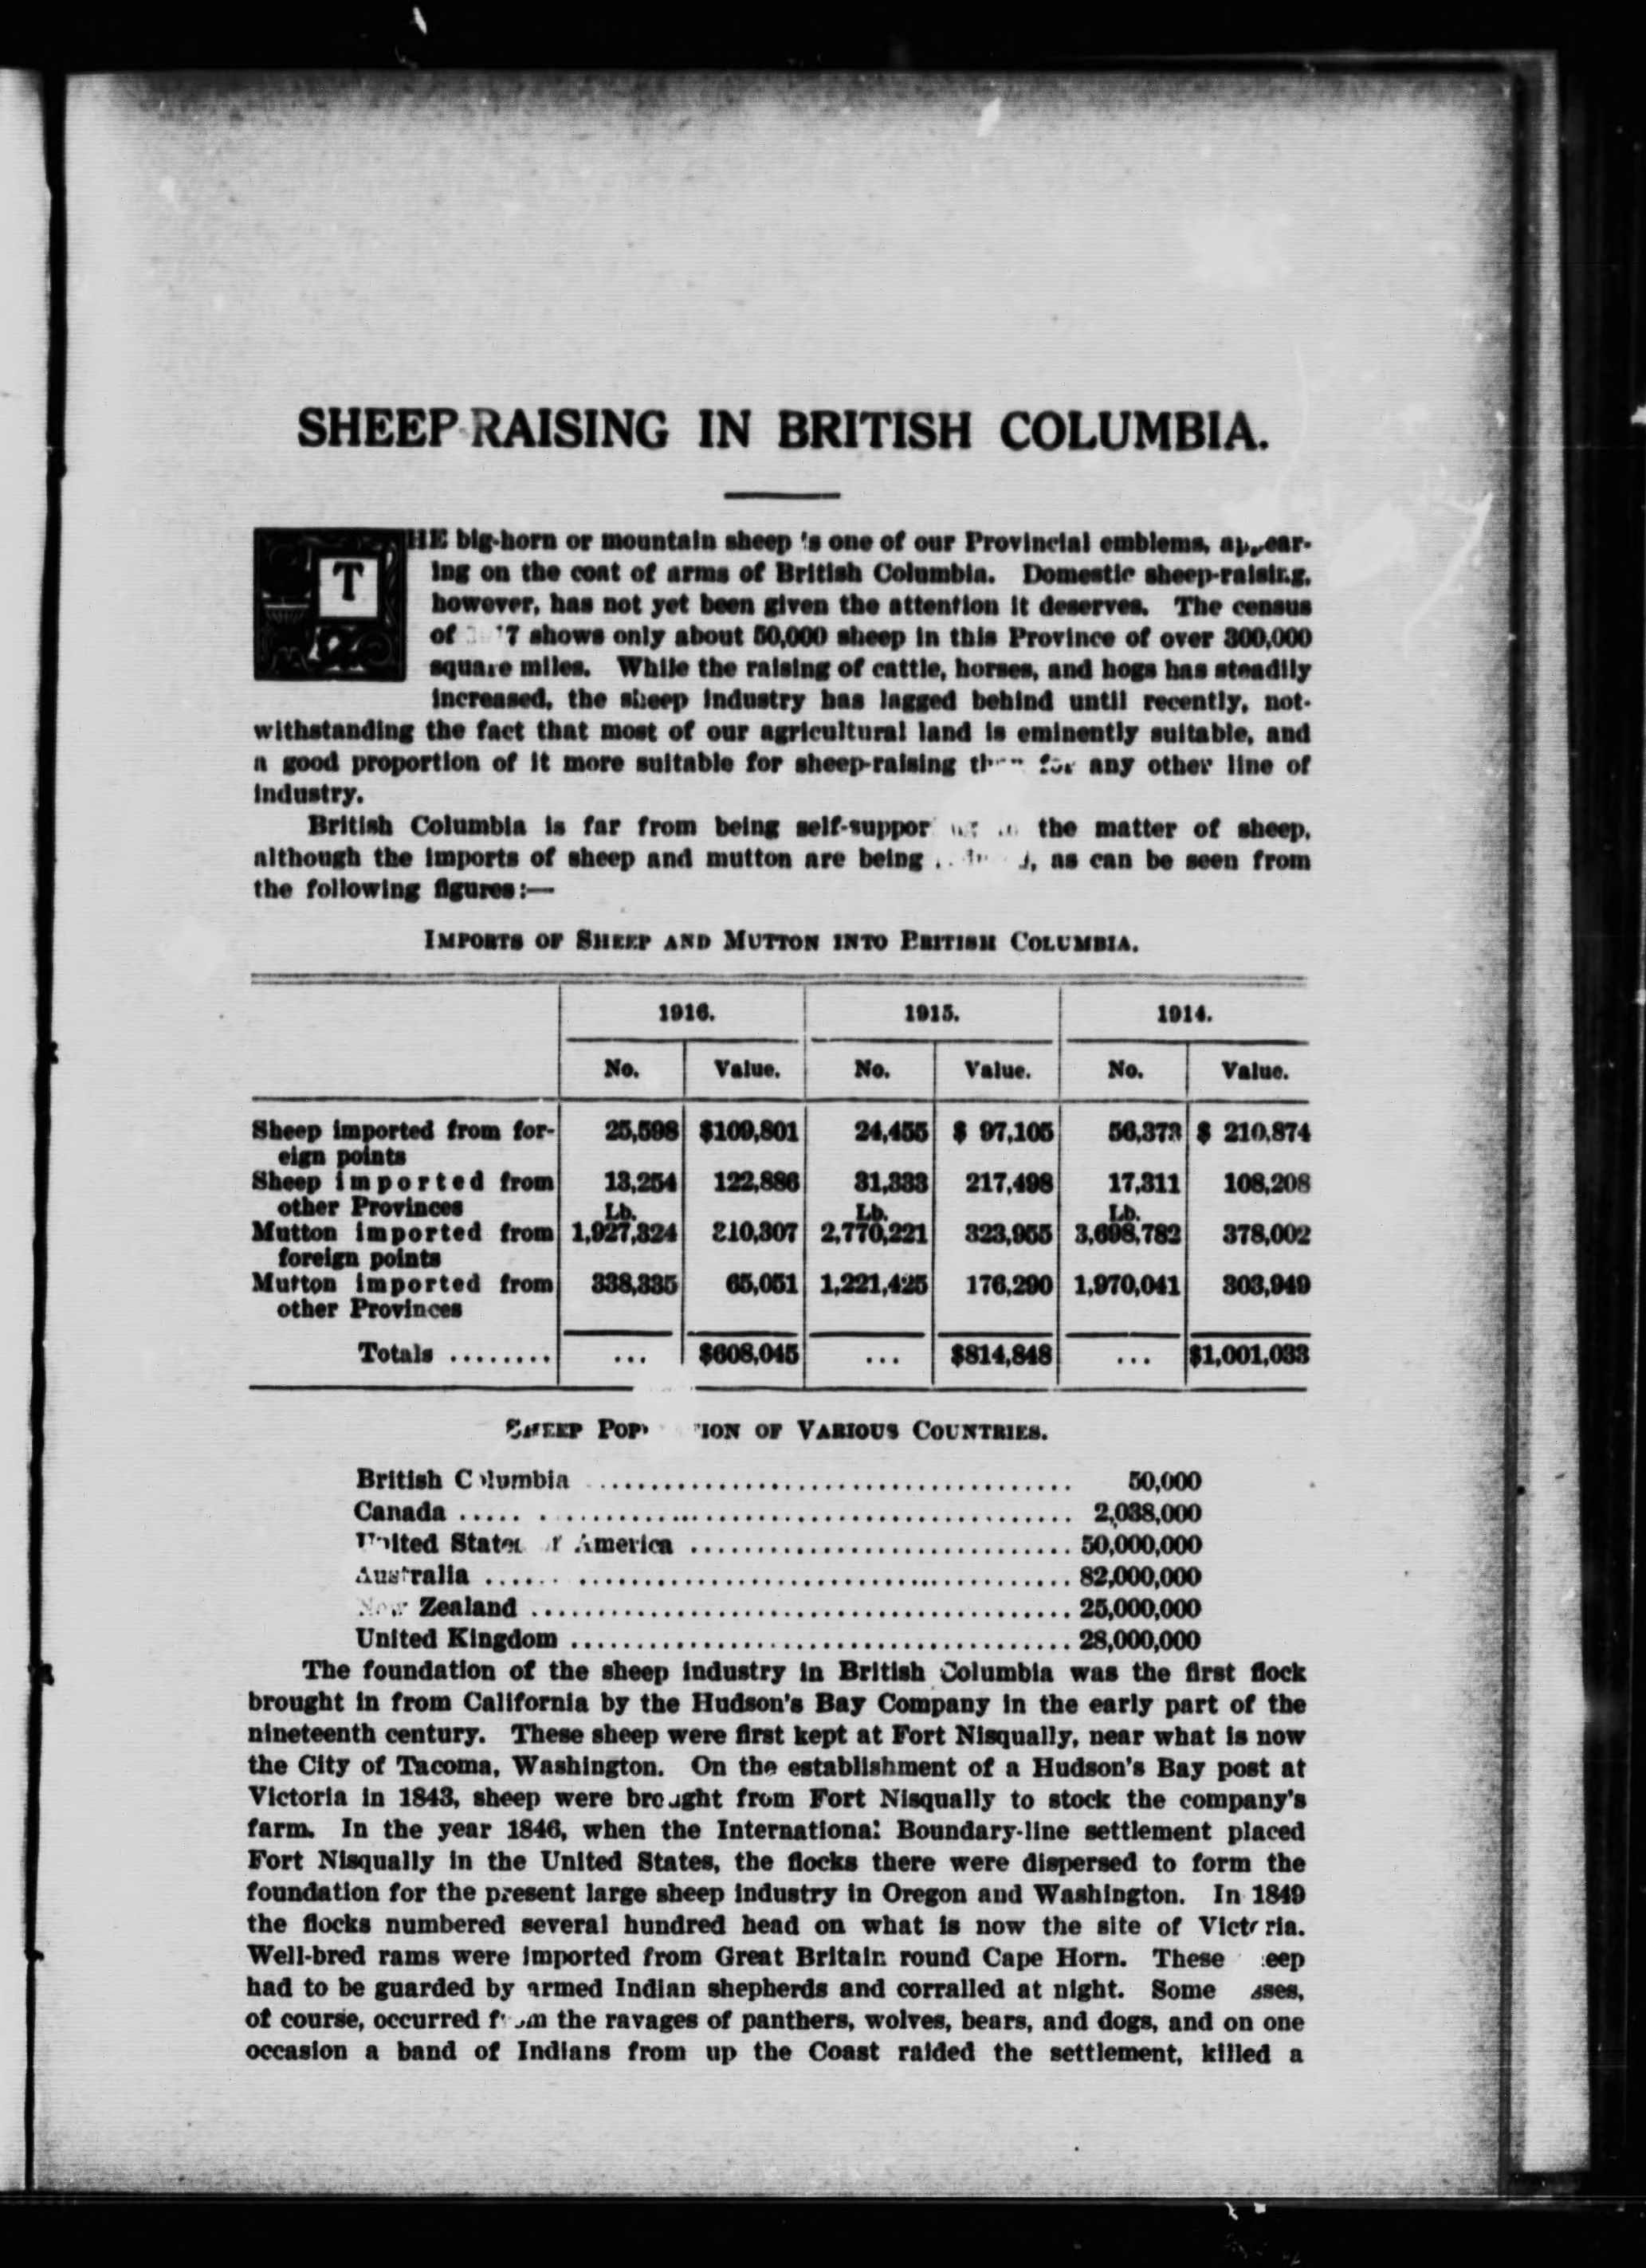 SHEEP-RAISING IN BRITISH COLUMBIA.
THE big-horn or mountain sheep is one of our Provincial emblems, appear-
ing on the coat of arms of British Columbia. Domestic sheep-raising,
however, has not yet been given the attention it deserves. The census
of shows only about 50,000 sheep in this Province of over 300,000
square miles. While the raising of cattle, horses, and hogs has steadily
increased, the sheep industry has lagged behind until recently, not-
withstanding the fact that most of our agricultural land is eminently suitable, and
a good proportion of it more suitable for sheep-raising than for any other line of
industry.
British Columbia is far from being the matter of sheep,
although the imports of sheep and mutton are being as can be seen from
the following figures:—
IMPORTS OF SHEEP AND MUTTON INTO BRITISH COLUMBIA.
1916. 1915. 1914.
No. Value. No. Value. No. Value.
Sheep imported from for- 25,598 $109,801 24,455 $ 97,105 56,373 $ 210,874
eign points
Sheep imported from 13,254 122,886 31,333 217,498 17,311 108,208
other Provinces Lb. Lb. Lb.
Mutton imported from 1,927,324 310,307 2,770,221 323,955 3,698,782 378,002
foreign points
Mutton imported from 338,335 65,051 1,221,425 176,290 1,970,041 303,949
other Provinces
Totals ........ ... $608,045 ... $814,848 ... $1,001,033
SHEEP POPULATION OF VARIOUS COUNTRIES.
British Columbia .................................... 50,000
Canada ............................................... 2,038,000
United States of America ............................. 50,000,000
Australia ............................................ 82,000,000
New Zealand .......................................... 25,000,000
United Kingdom ....................................... 28,000,000
The foundation of the sheep industry in British Columbia was the first flock
brought in from California by the Hudson's Bay Company in the early part of the
nineteenth century. These sheep were first kept at Fort Nisqually, near what is now
the City of Tacoma, Washington. On the establishment of a Hudson's Bay post at
Victoria in 1843, sheep were brought from Fort Nisqually to stock the company's
farm. In the year 1846, when the International Boundary-line settlement placed
Fort Nisqually in the United States, the flocks there were dispersed to form the
foundation for the present large sheep industry in Oregon and Washington. In 1849
the flocks numbered several hundred head on what is now the site of Victoria.
Well-bred rams were imported from Great Britain round Cape Horn. These sheep
had to be guarded by armed Indian shepherds and corralled at night. Some losses,
of course, occurred from the ravages of panthers, wolves, bears, and dogs, and on one
occasion a band of Indians from up the Coast raided the settlement, killed a